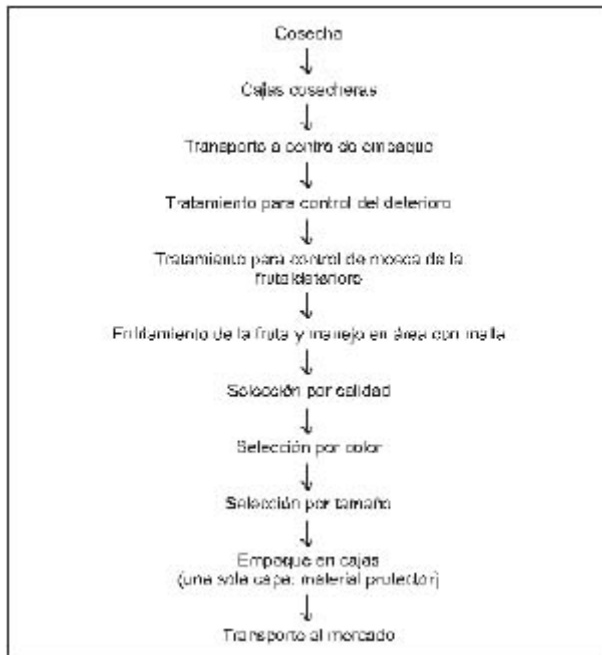 Cosecha
Cajas cosecheras
Transporte a centro de empaque
Tratamiento para control del deterioro
Tratamiento para control de mosca de la
fruta/deterioro
Enfriamiento de la fruta y manejo en área con malla
Selección por calidad
Selección por color
Selección por tamaño
Empaque en cajas
(una sola capa, material protector)
Transporte al mercado